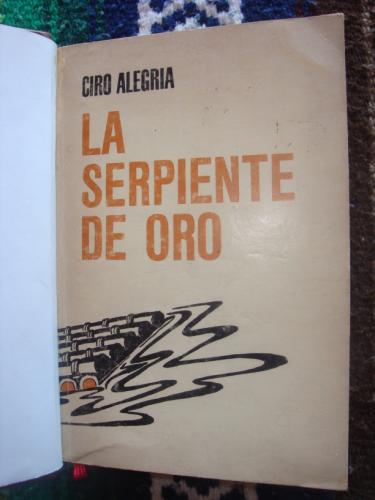 CIRO ALEGRIA
LA
SERPIENTE
DE ORO